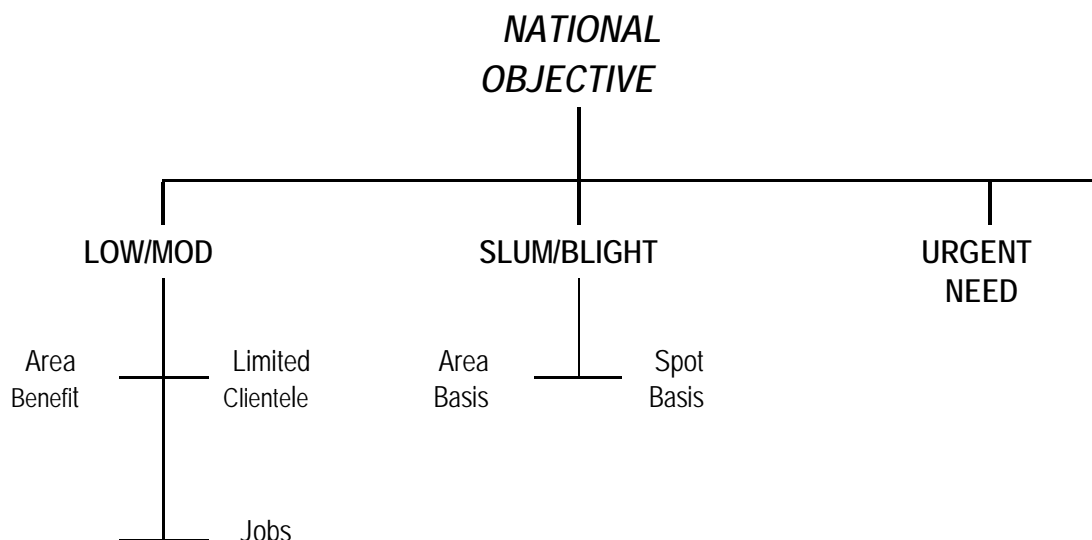 NATIONAL
OBJECTIVE
LOW/MOD
SLUM/BLIGHT
URGENT
NEED
Area
Benefit
Limited
Clientele
Area
Basis
Spot
Basis
Jobs